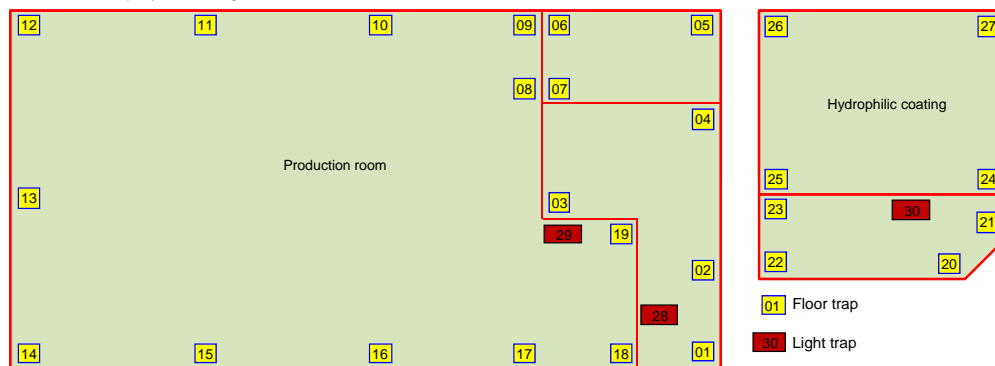 12 11 10 09 06 05 26 27
08 07
04 Hydrophilic coating
Production room
13 03 25 24
29 19 23 30 21
02 22 20
28 01 Floor trap
14 15 16 17 18 01 30 Light trap